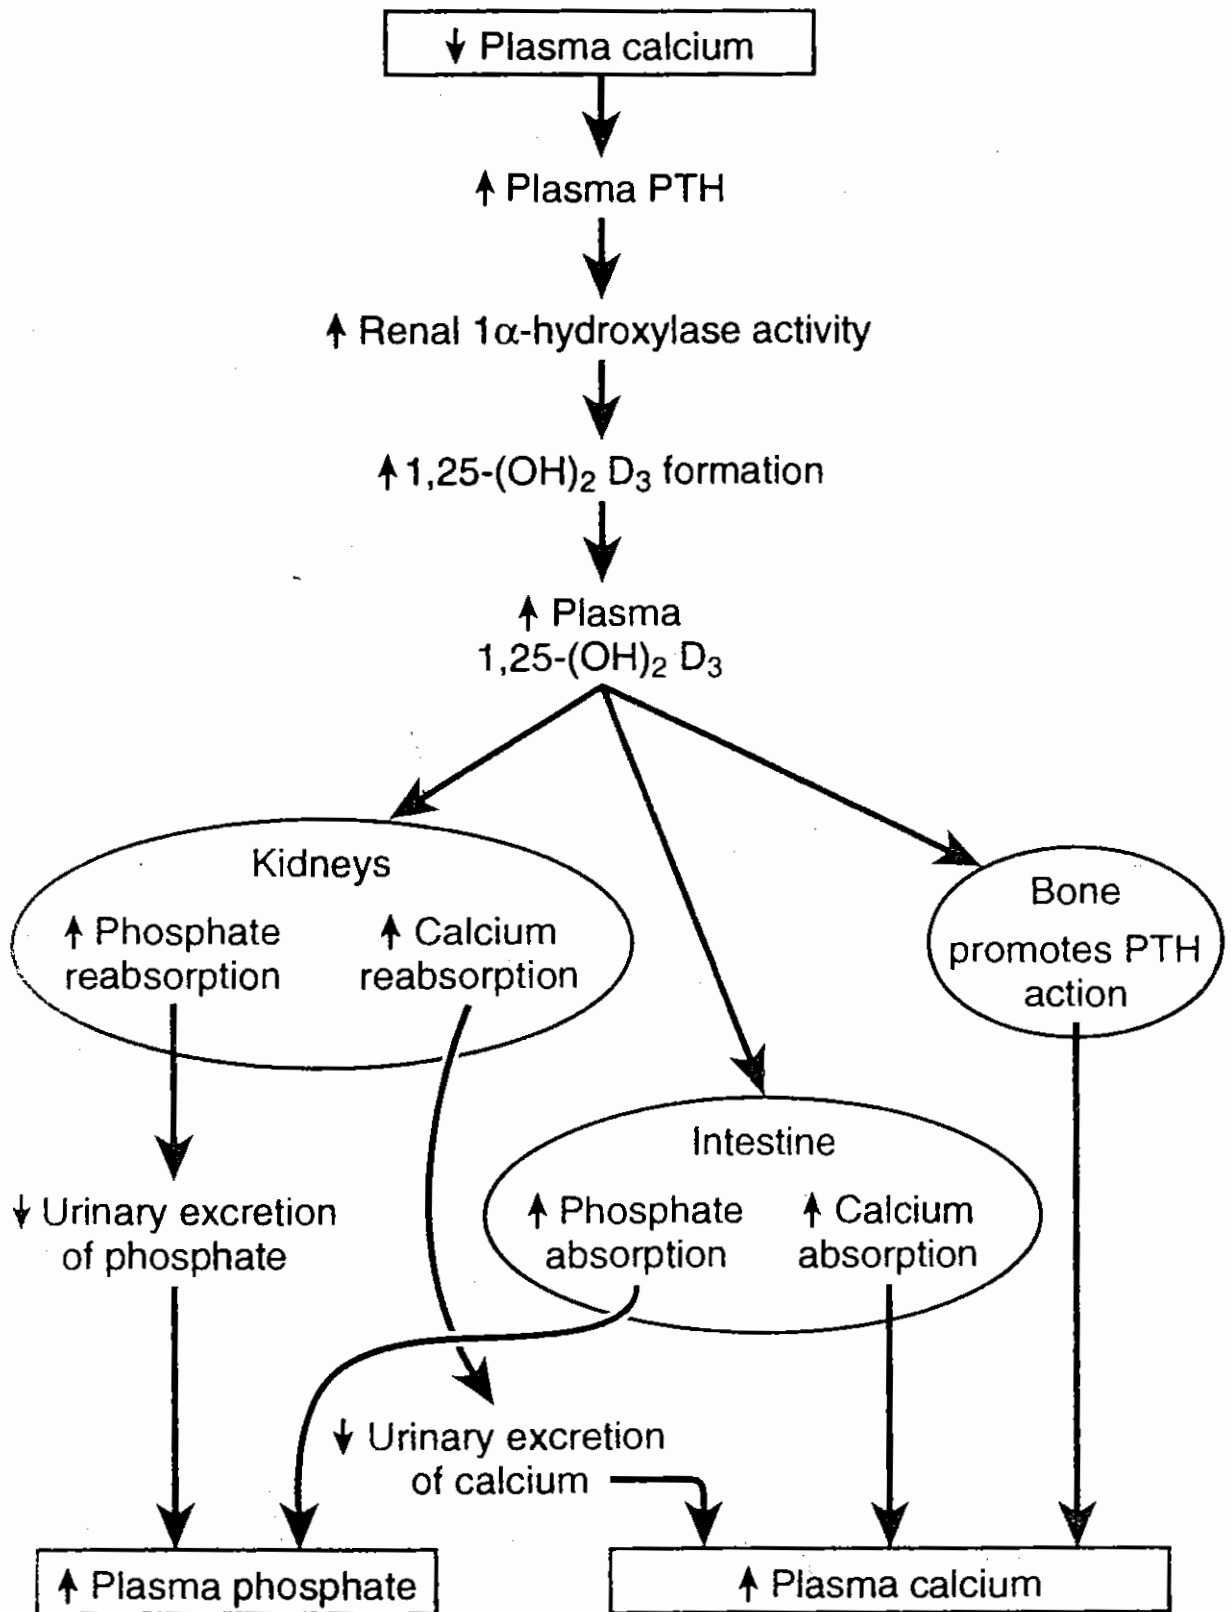 ↓ Plasma calcium
↑ Plasma PTH
↑ Renal 1α-hydroxylase activity
↑ 1,25-(OH)₂ D₃ formation
↑ Plasma
1,25-(OH)₂ D₃
Kidneys
↑ Phosphate
reabsorption
↑ Calcium
reabsorption
Bone
promotes PTH
action
Intestine
↑ Phosphate
absorption
↑ Calcium
absorption
↓ Urinary excretion
of phosphate
↓ Urinary excretion
of calcium
↑ Plasma phosphate
↑ Plasma calcium